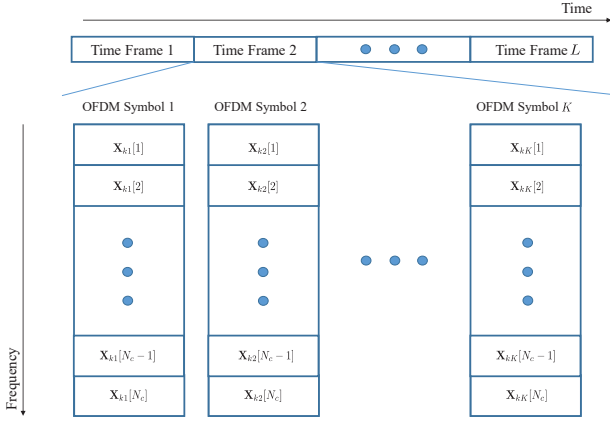 Time
Time Frame 1 Time Frame 2 Time Frame L
OFDM Symbol 1 OFDM Symbol 2 OFDM Symbol K
X_{k1}[1] X_{k2}[1] X_{kK}[1]
X_{k1}[2] X_{k2}[2] X_{kK}[2]
X_{k1}[N_c − 1] X_{k2}[N_c − 1] X_{kK}[N_c − 1]
X_{k1}[N_c] X_{k2}[N_c] X_{kK}[N_c]
Frequency